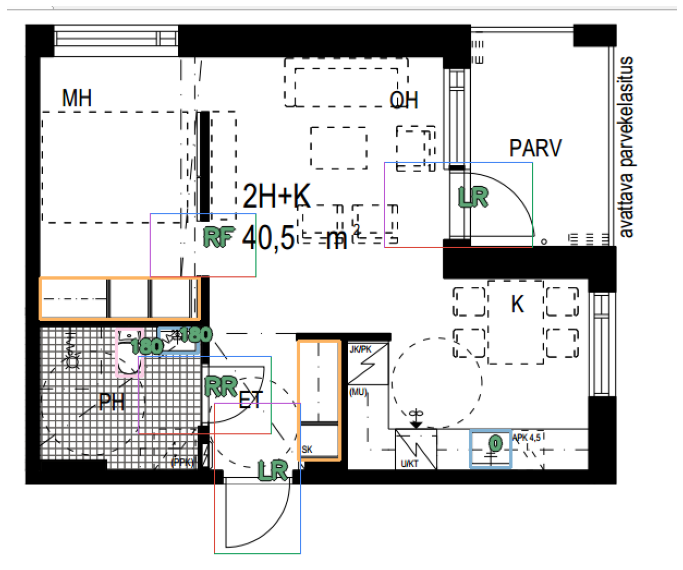 MH
OH
PARV
avattava parvekelasitus
2H+K
40,5 m²
LR
RF
K
180
180
JK/PK
(MU)
PH
RR
ET
SK
(PPK)
LR
U/KT
0
APK 4,5